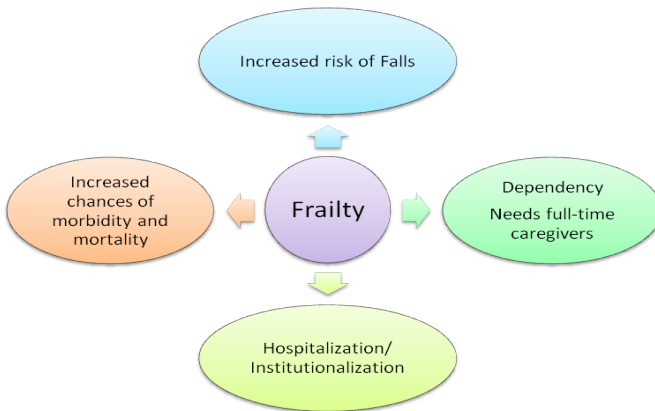 Increased risk of Falls
Increased
chances of
morbidity and
mortality
Frailty
Dependency
Needs full-time
caregivers
Hospitalization/
Institutionalization